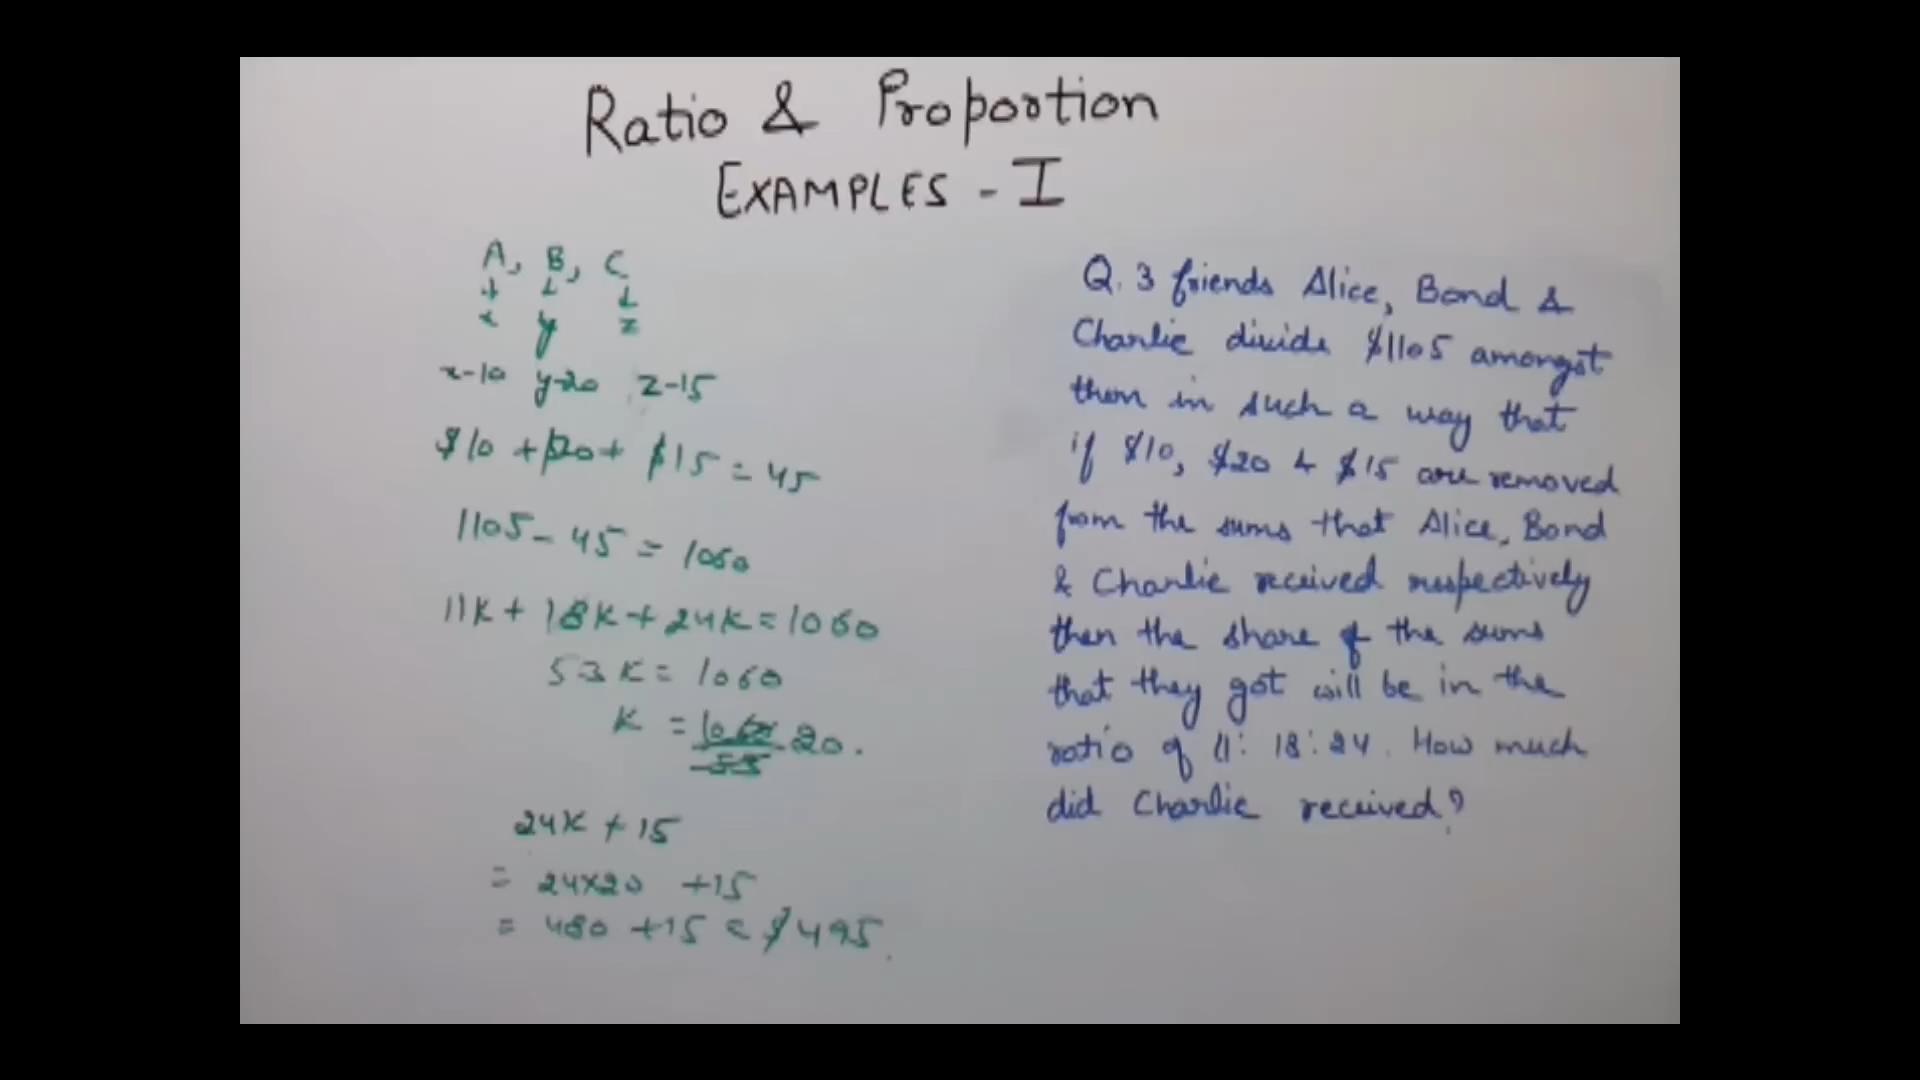 Ratio & Proportion
EXAMPLES - I
A, B, C
x y z
x-10 y-20 z-15
$10 + $20 + $15 = 45
1105 - 45 = 1060
11K + 18K + 24K = 1060
53K = 1060
K = 1060/53 20.
24K + 15
= 24x20 +15
= 480 +15 = $495.
Q. 3 friends Alice, Bond &
Charlie divide $1105 amongst
them in such a way that
if $10, $20 & $15 are removed
from the sums that Alice, Bond
& Charlie received respectively
then the share of the sums
that they got will be in the
ratio of 11: 18:24. How much
did Charlie received?